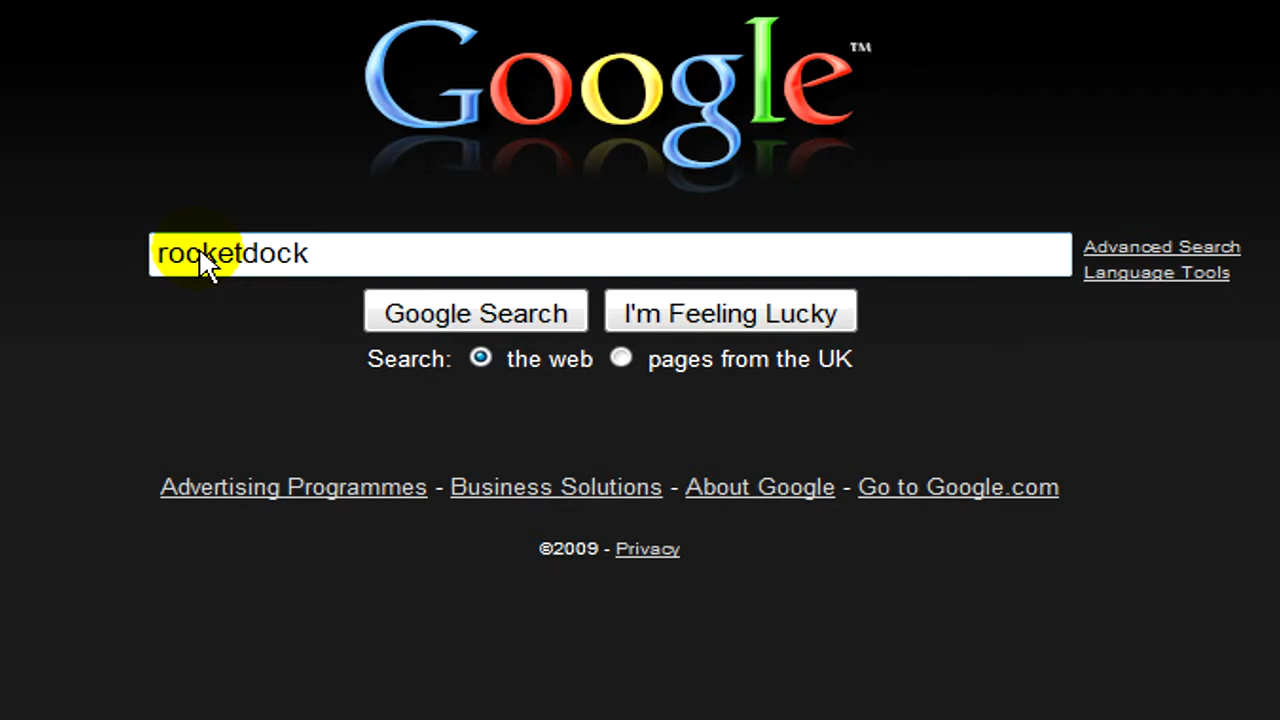 Google™
rocketdock
Advanced Search
Language Tools
Google Search
I'm Feeling Lucky
Search: the web pages from the UK
Advertising Programmes - Business Solutions - About Google - Go to Google.com
©2009 - Privacy